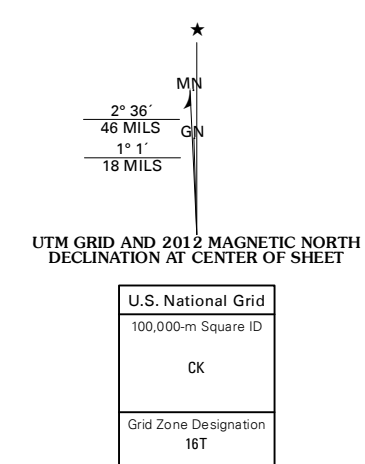 ★
MN
2° 36´
46 MILS
GN
1° 1´
18 MILS
UTM GRID AND 2012 MAGNETIC NORTH
DECLINATION AT CENTER OF SHEET
U.S. National Grid
100,000-m Square ID
CK
Grid Zone Designation
16T